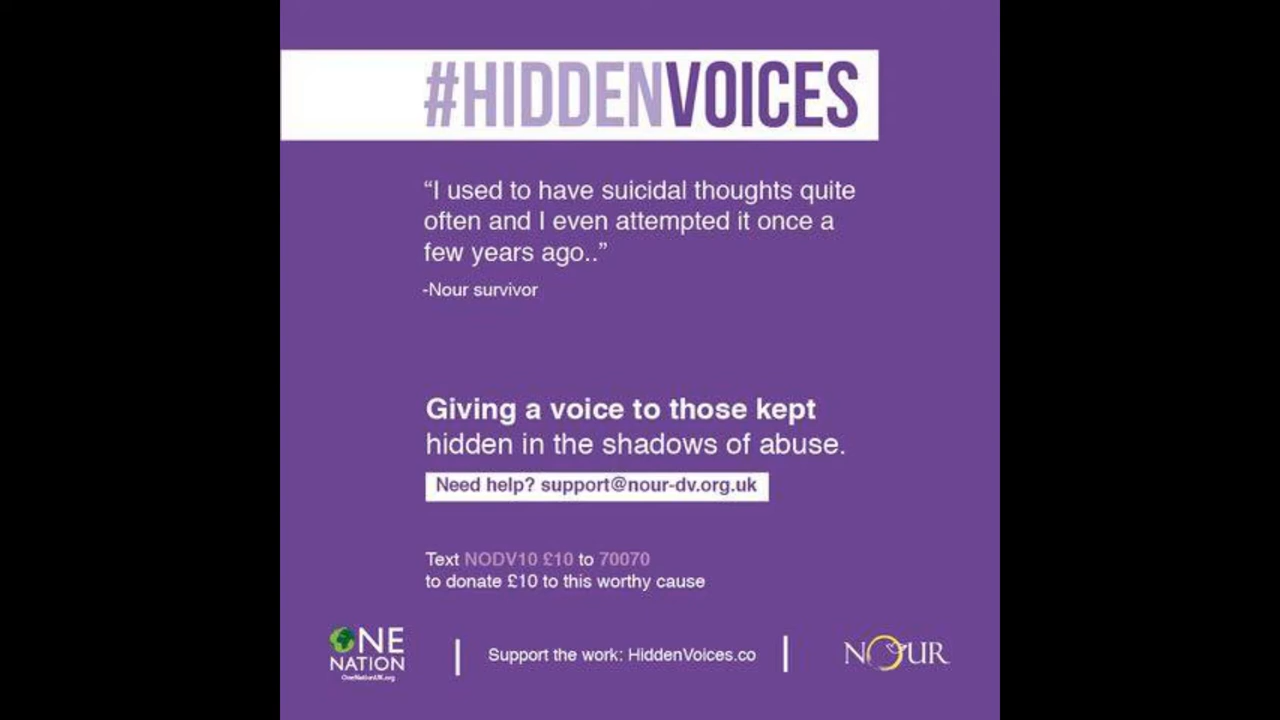 #HIDDENVOICES
“I used to have suicidal thoughts quite
often and I even attempted it once a
few years ago..”
-Nour survivor
Giving a voice to those kept
hidden in the shadows of abuse.
Need help? support@nour-dv.org.uk
Text NODV10 £10 to 70070
to donate £10 to this worthy cause
ONE
NATION
OneNationUK.org
Support the work: HiddenVoices.co
NOUR